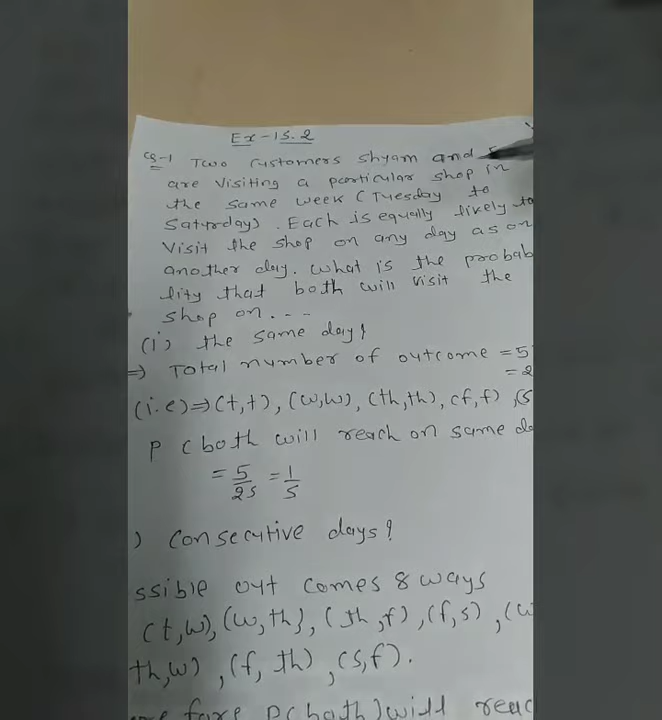 Ex-15.2
Q-1 Two customers Shyam and
are visiting a particular shop in
the same week (Tuesday to
Saturday). Each is equally likely to
visit the shop on any day as on
another day. What is the probab
lity that both will visit the
shop on....
(i) the same day?
⇒ Total number of outcome = 5
= 2
(i.e) ⇒ (t,t), (w,w), (th,th), (f,f), (s
P (both will reach on same da
= 5/25 = 1/5
) Consecutive days?
ssible out comes 8 ways
(t,w), (w,th), (th,f), (f,s), (w
th,w), (f, th), (s,f).
P(both) will reac